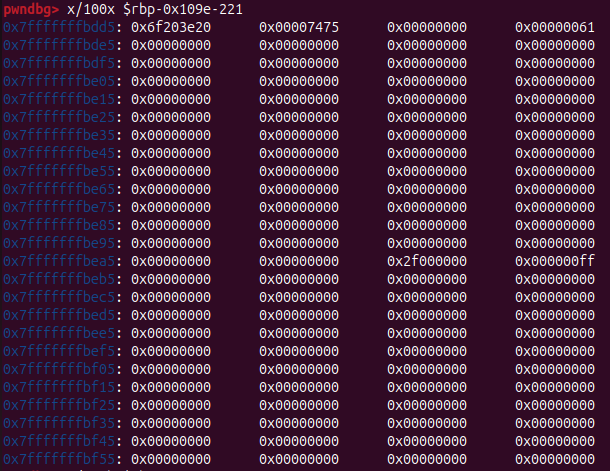 pwndbg> x/100x $rbp-0x109e-221
0x7fffffffbdd5: 0x6f203e20 0x00007475 0x00000000 0x00000061
0x7fffffffbde5: 0x00000000 0x00000000 0x00000000 0x00000000
0x7fffffffbdf5: 0x00000000 0x00000000 0x00000000 0x00000000
0x7fffffffbe05: 0x00000000 0x00000000 0x00000000 0x00000000
0x7fffffffbe15: 0x00000000 0x00000000 0x00000000 0x00000000
0x7fffffffbe25: 0x00000000 0x00000000 0x00000000 0x00000000
0x7fffffffbe35: 0x00000000 0x00000000 0x00000000 0x00000000
0x7fffffffbe45: 0x00000000 0x00000000 0x00000000 0x00000000
0x7fffffffbe55: 0x00000000 0x00000000 0x00000000 0x00000000
0x7fffffffbe65: 0x00000000 0x00000000 0x00000000 0x00000000
0x7fffffffbe75: 0x00000000 0x00000000 0x00000000 0x00000000
0x7fffffffbe85: 0x00000000 0x00000000 0x00000000 0x00000000
0x7fffffffbe95: 0x00000000 0x00000000 0x00000000 0x00000000
0x7fffffffbea5: 0x00000000 0x00000000 0x2f000000 0x000000ff
0x7fffffffbeb5: 0x00000000 0x00000000 0x00000000 0x00000000
0x7fffffffbec5: 0x00000000 0x00000000 0x00000000 0x00000000
0x7fffffffbed5: 0x00000000 0x00000000 0x00000000 0x00000000
0x7fffffffbee5: 0x00000000 0x00000000 0x00000000 0x00000000
0x7fffffffbef5: 0x00000000 0x00000000 0x00000000 0x00000000
0x7fffffffbf05: 0x00000000 0x00000000 0x00000000 0x00000000
0x7fffffffbf15: 0x00000000 0x00000000 0x00000000 0x00000000
0x7fffffffbf25: 0x00000000 0x00000000 0x00000000 0x00000000
0x7fffffffbf35: 0x00000000 0x00000000 0x00000000 0x00000000
0x7fffffffbf45: 0x00000000 0x00000000 0x00000000 0x00000000
0x7fffffffbf55: 0x00000000 0x00000000 0x00000000 0x00000000